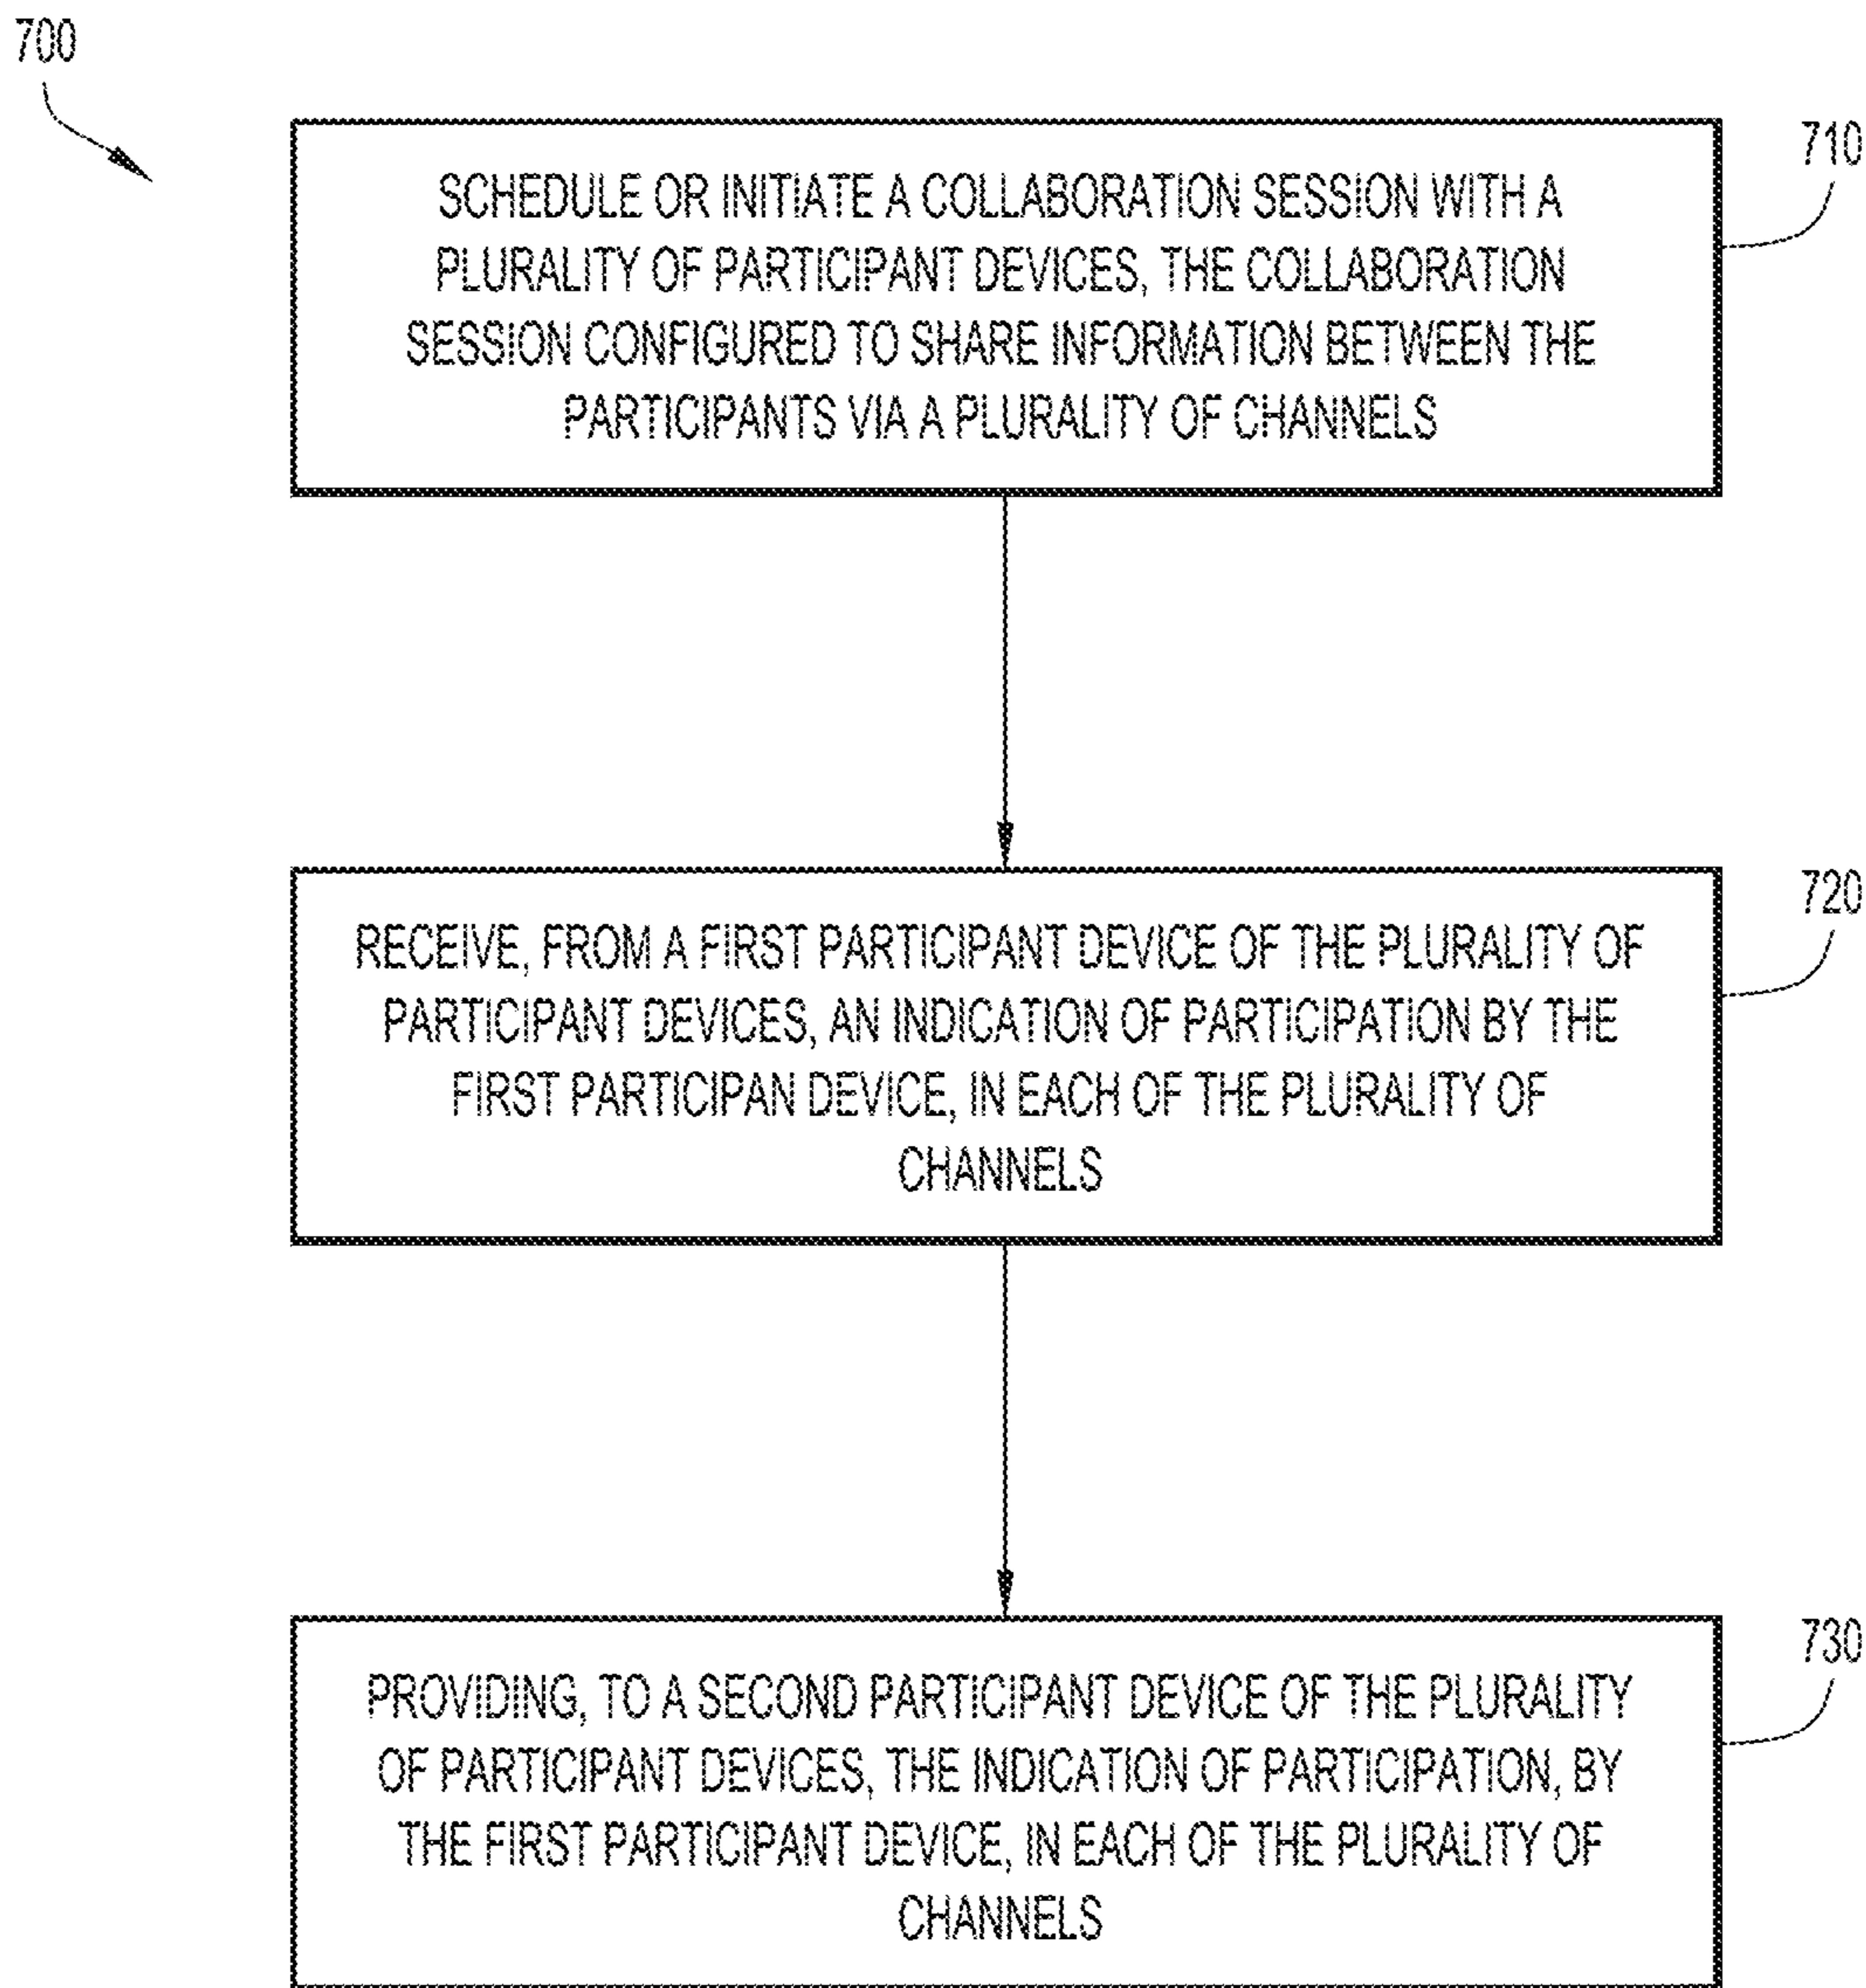 700
710
SCHEDULE OR INITIATE A COLLABORATION SESSION WITH A
PLURALITY OF PARTICIPANT DEVICES, THE COLLABORATION
SESSION CONFIGURED TO SHARE INFORMATION BETWEEN THE
PARTICIPANTS VIA A PLURALITY OF CHANNELS
720
RECEIVE, FROM A FIRST PARTICIPANT DEVICE OF THE PLURALITY OF
PARTICIPANT DEVICES, AN INDICATION OF PARTICIPATION BY THE
FIRST PARTICIPAN DEVICE, IN EACH OF THE PLURALITY OF
CHANNELS
730
PROVIDING, TO A SECOND PARTICIPANT DEVICE OF THE PLURALITY
OF PARTICIPANT DEVICES, THE INDICATION OF PARTICIPATION, BY
THE FIRST PARTICIPANT DEVICE, IN EACH OF THE PLURALITY OF
CHANNELS